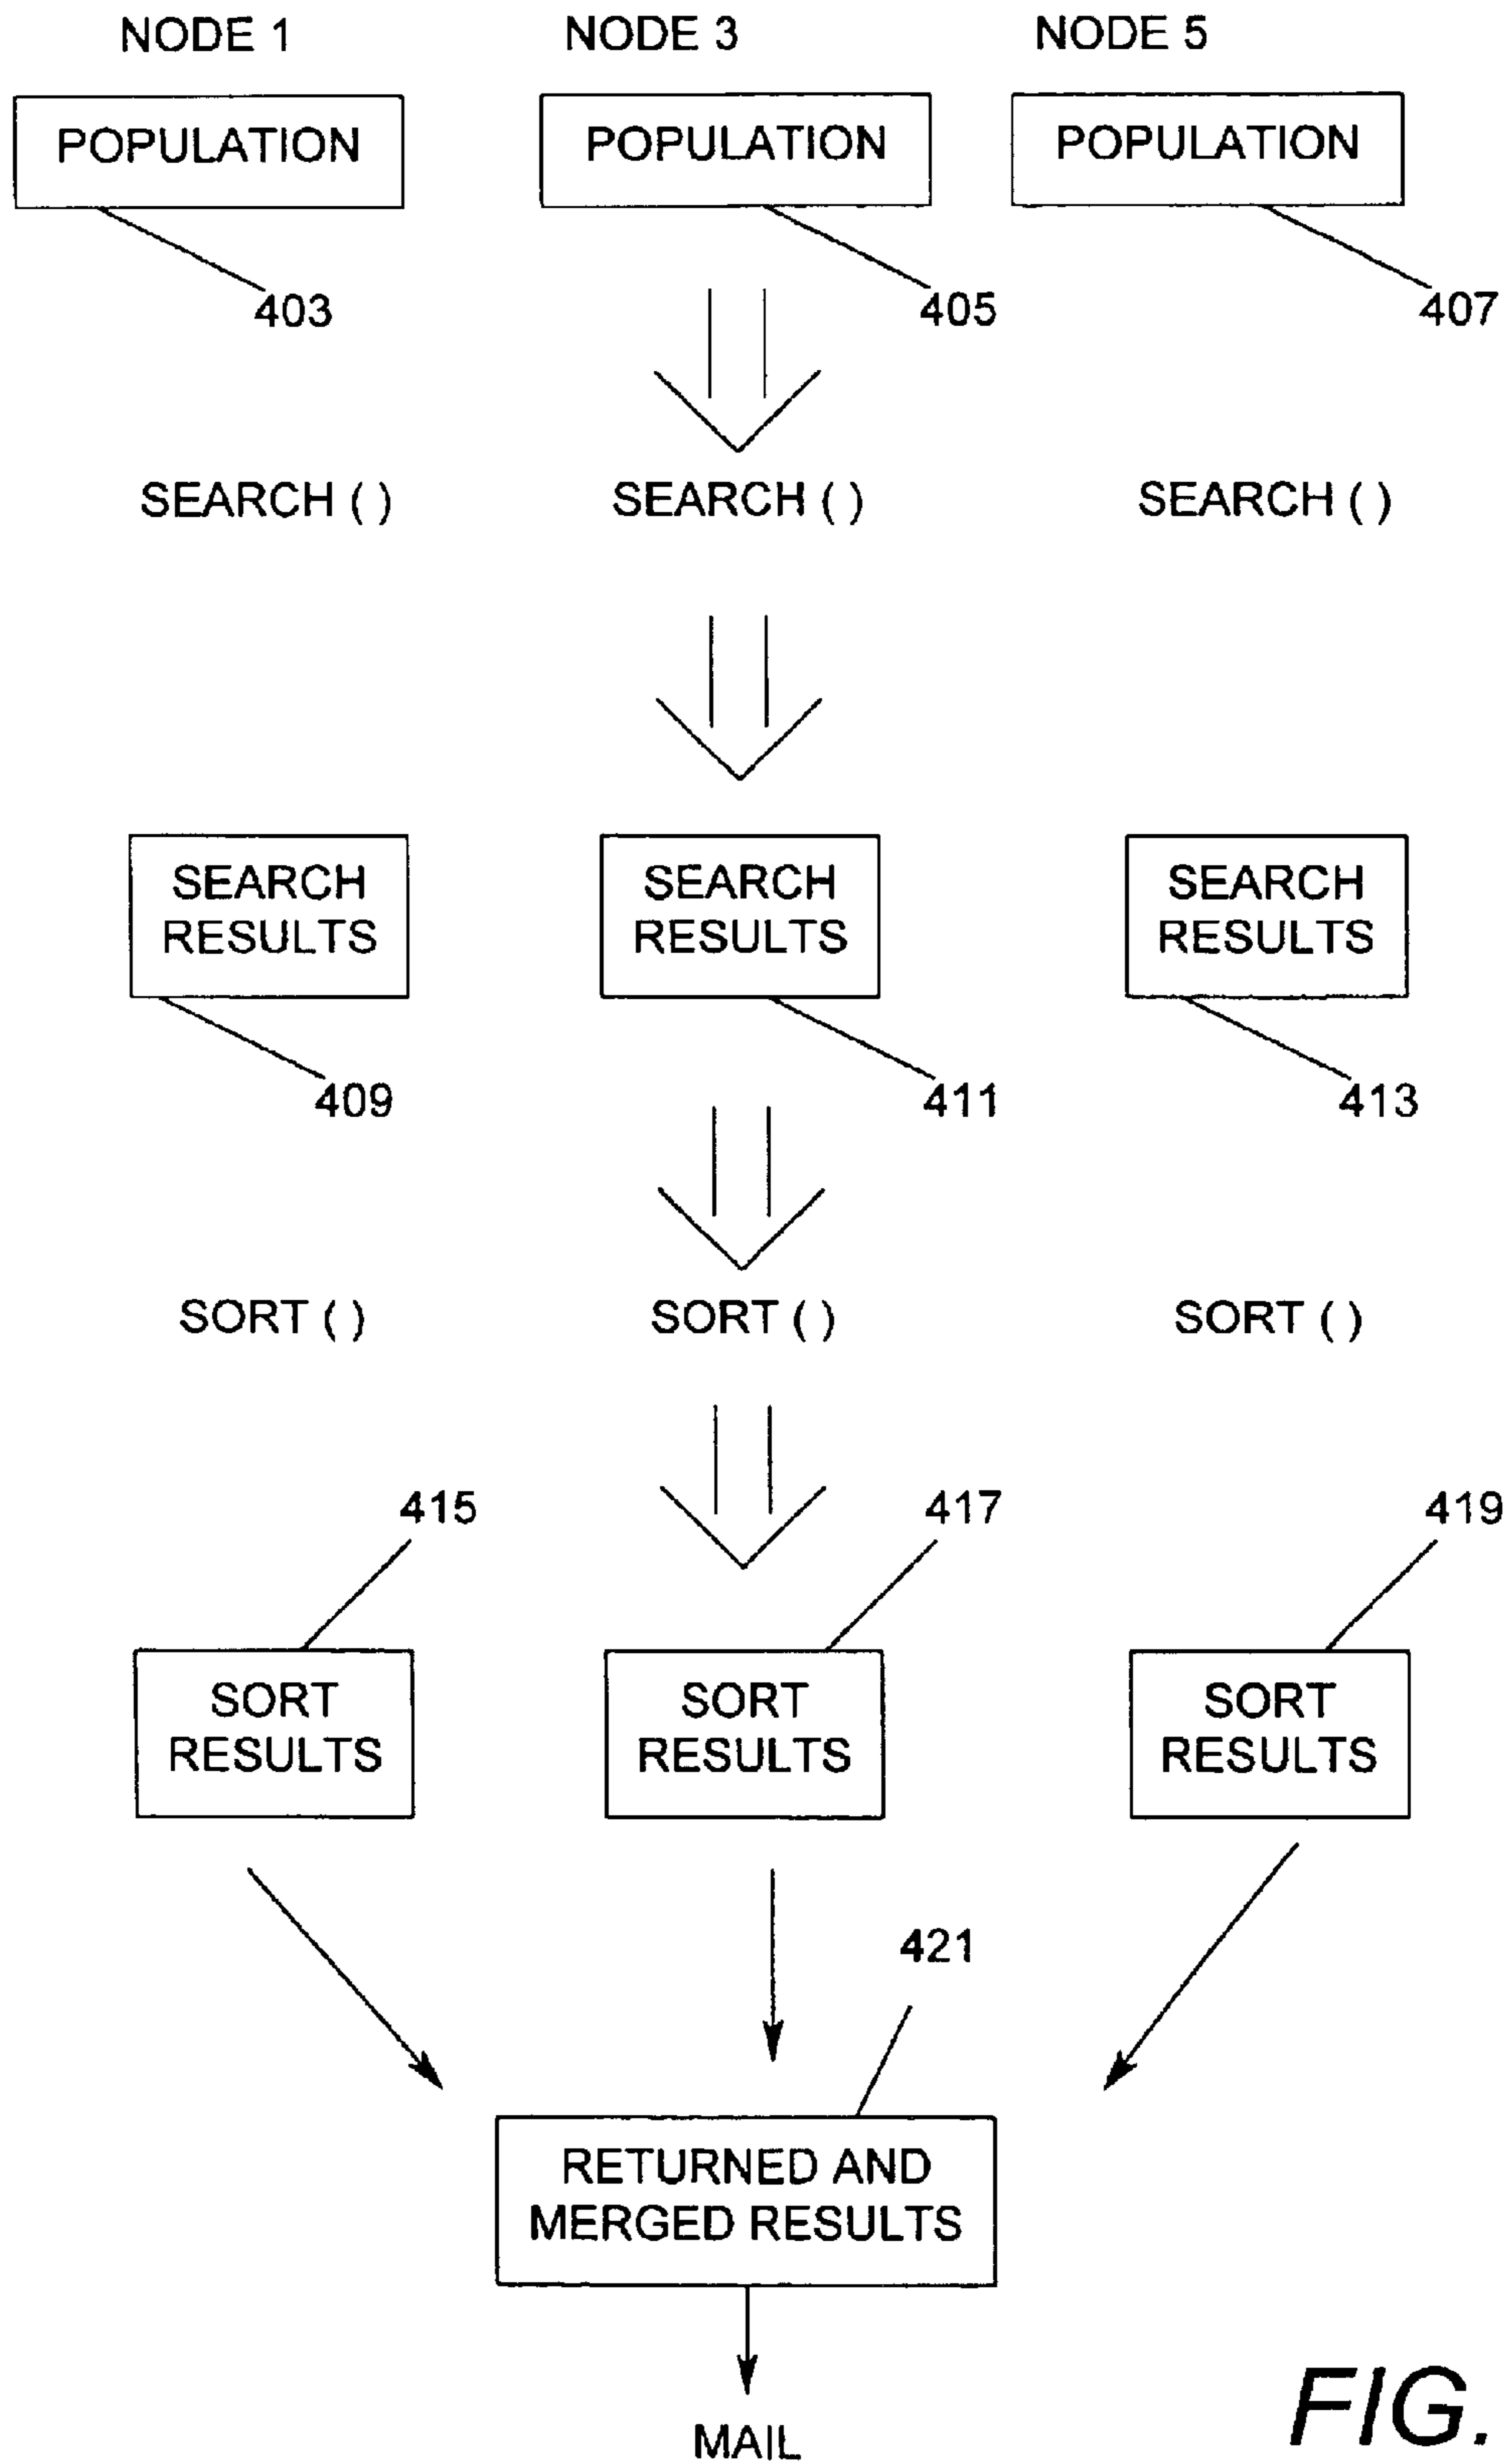 NODE 1 NODE 3 NODE 5
POPULATION POPULATION POPULATION
403 405 407
SEARCH ( ) SEARCH ( ) SEARCH ( )
SEARCH SEARCH SEARCH
RESULTS RESULTS RESULTS
409 411 413
SORT ( ) SORT ( ) SORT ( )
415 417 419
SORT SORT SORT
RESULTS RESULTS RESULTS
421
RETURNED AND
MERGED RESULTS
MAIL
FIG.